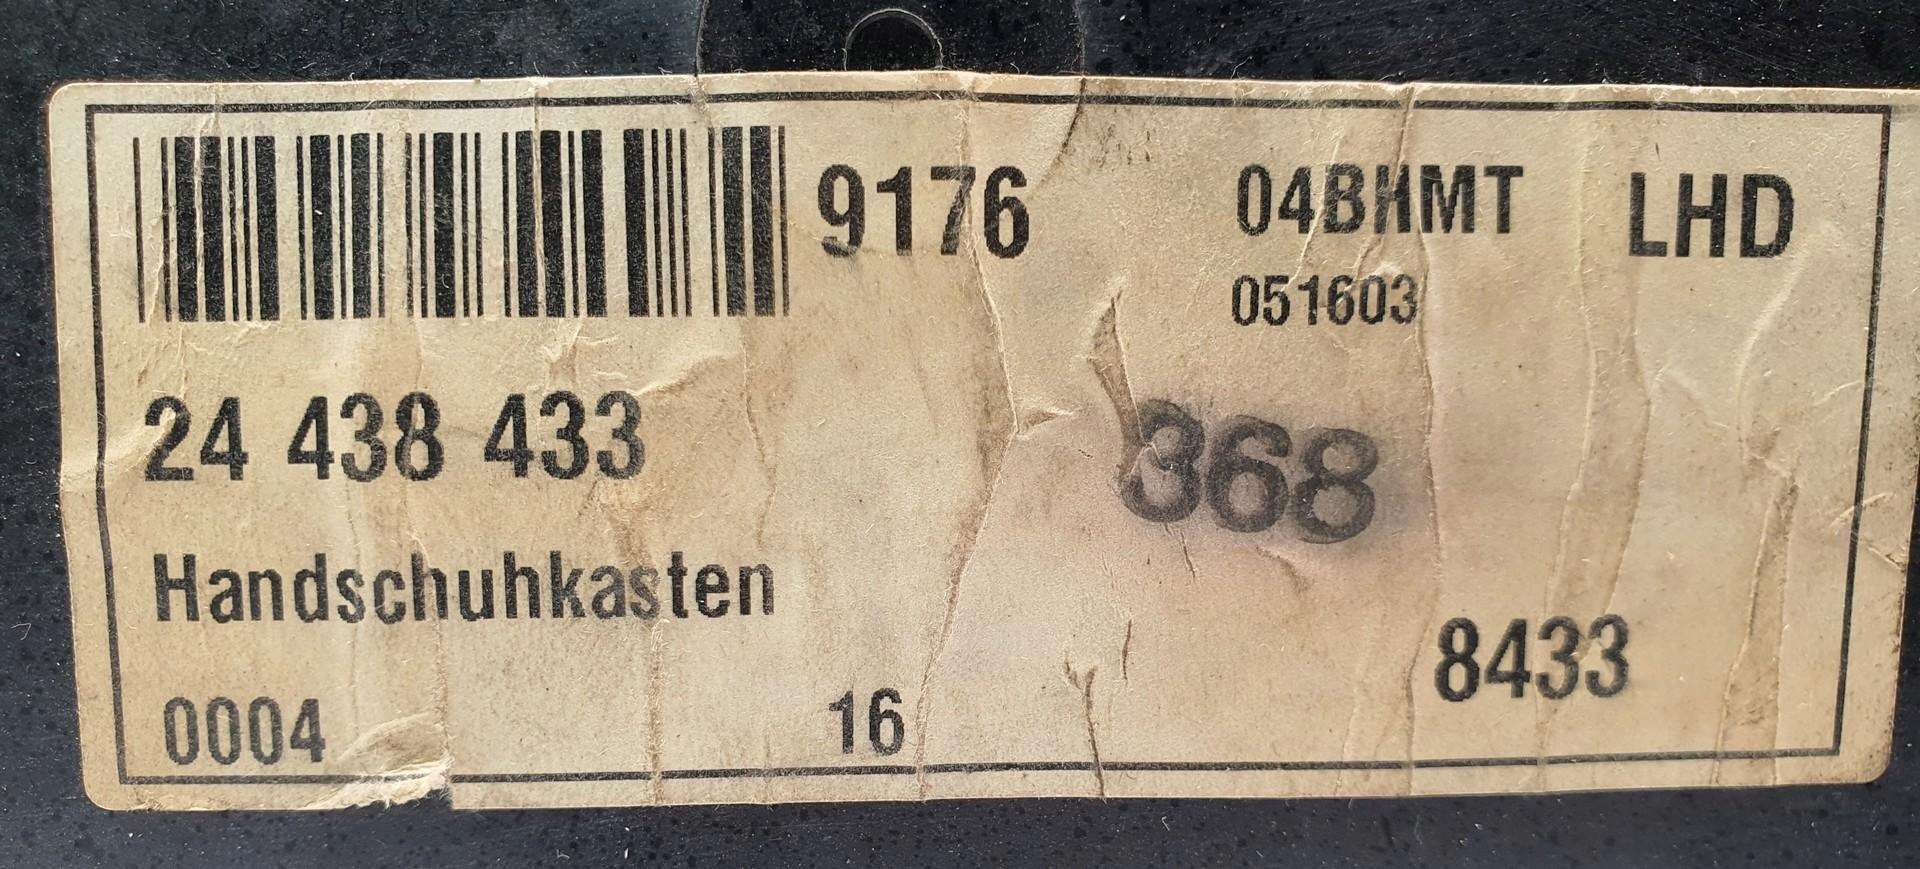 9176 04BHMT LHD
051603
24 438 433
368
Handschuhkasten
8433
0004 16